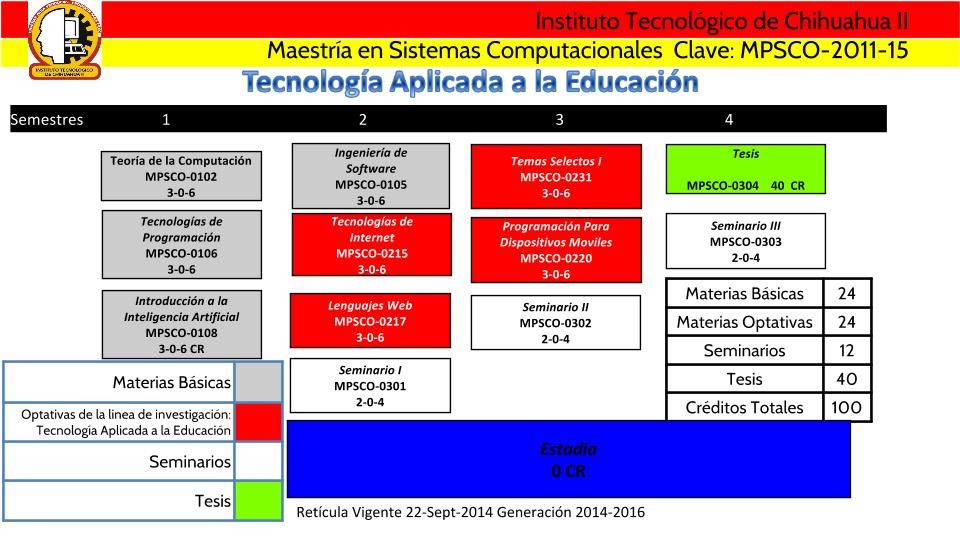 Instituto Tecnológico de Chihuahua II
Maestría en Sistemas Computacionales  Clave: MPSCO-2011-15
INSTITUTO TECNOLOGICO
DE CHIHUAHUA II
Tecnología Aplicada a la Educación
Semestres 1 2 3 4
Teoría de la Computación
MPSCO-0102
3-0-6
Tecnologías de
Programación
MPSCO-0106
3-0-6
Introducción a la
Inteligencia Artificial
MPSCO-0108
3-0-6 CR
Ingeniería de
Software
MPSCO-0105
3-0-6
Tecnologías de
Internet
MPSCO-0215
3-0-6
Lenguajes Web
MPSCO-0217
3-0-6
Seminario I
MPSCO-0301
2-0-4
Temas Selectos I
MPSCO-0231
3-0-6
Programación Para
Dispositivos Moviles
MPSCO-0220
3-0-6
Seminario II
MPSCO-0302
2-0-4
Tesis
MPSCO-0304 40 CR
Seminario III
MPSCO-0303
2-0-4
Materias Básicas 24
Materias Optativas 24
Seminarios 12
Tesis 40
Créditos Totales 100
Materias Básicas
Optativas de la linea de investigación:
Tecnologia Aplicada a la Educación
Seminarios
Tesis
Estadia
0 CR
Retícula Vigente 22-Sept-2014 Generación 2014-2016